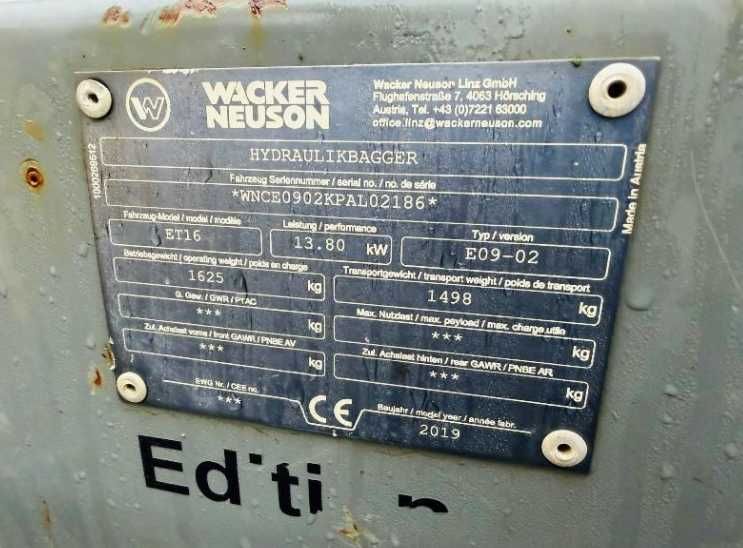 WACKER
NEUSON
Wacker Neuson Linz GmbH
Flughafenstraße 7, 4063 Hörsching
Austria, Tel. +43 (0)7221 63000
office.linz@wackerneuson.com
1000269512
HYDRAULIKBAGGER
Fahrzeug Seriennummer / serial no. / no. de série
*WNCE0902KPAL02186*
Made in Austria
Fahrzeug-Model / model / modèle
ET16
Leistung / performance
13.80 kW
Typ / version
E09-02
Betriebsgewicht / operating weight / poids en charge
1625 kg
Transportgewicht / transport weight / poids de transport
1498 kg
G. Gew. / GWR / PTAC
*** kg
Max. Nutzlast / max. payload / max. charge utile
*** kg
Zul. Achslast vorne / front GAWR / PNBE AV
*** kg
Zul. Achslast hinten / rear GAWR / PNBE AR
*** kg
EWG Nr. / CEE no.
***
CE
Baujahr / model year / année fabr.
2019